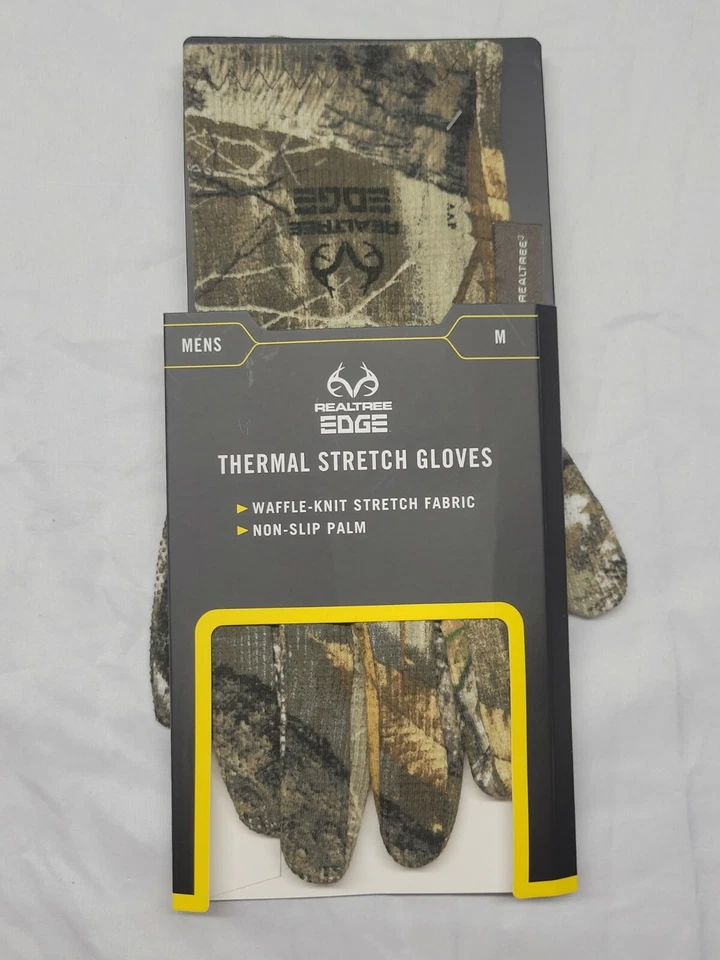 REALTREE
EDGE
REALTREE
MENS
M
REALTREE
EDGE
THERMAL STRETCH GLOVES
WAFFLE-KNIT STRETCH FABRIC
NON-SLIP PALM